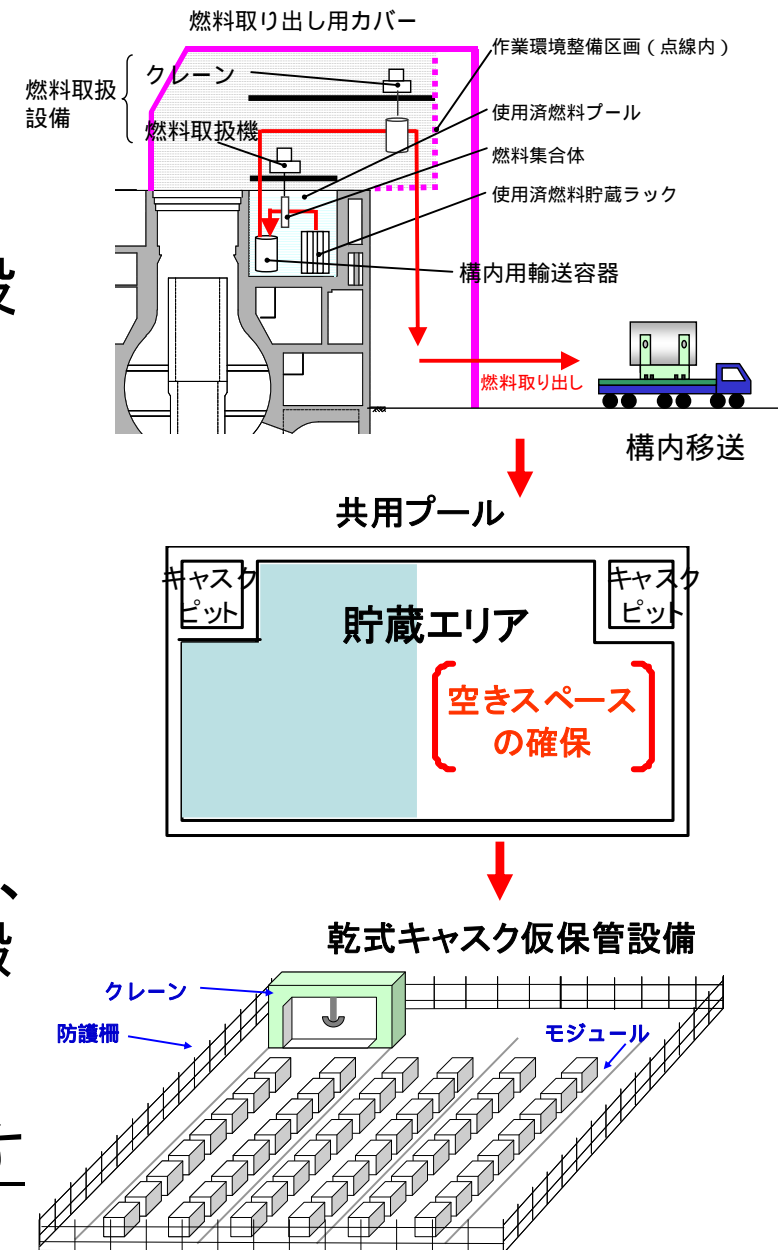 燃料取り出し用カバー
作業環境整備区画（点線内）
クレーン
燃料取扱
設備
使用済燃料プール
燃料取扱機
燃料集合体
使用済燃料貯蔵ラック
構内用輸送容器
設
燃料取り出し
構内移送
共用プール
キャスク
ピット
キャスク
ピット
貯蔵エリア
空きスペース
の確保
、
設
乾式キャスク仮保管設備
クレーン
防護柵
モジュール